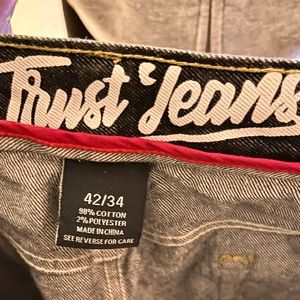 Trust Jeans
42/34
98% COTTON
2% POLYESTER
MADE IN CHINA
SEE REVERSE FOR CARE